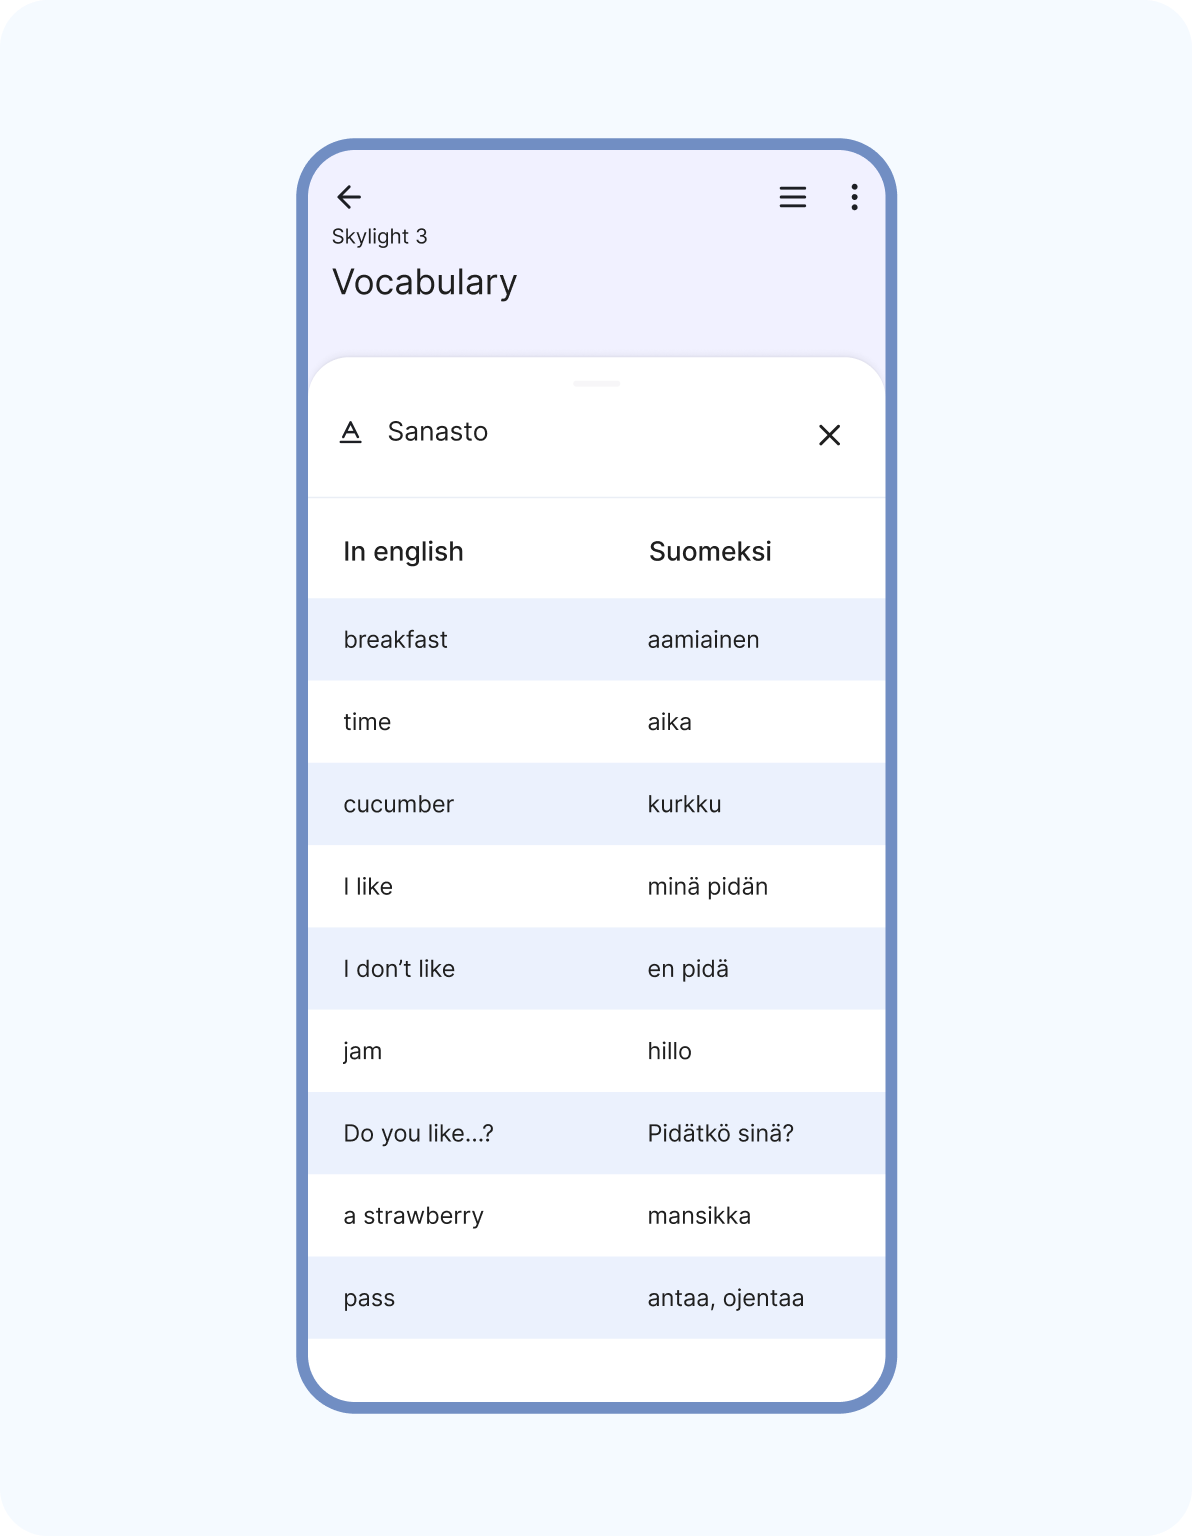 Skylight 3
Vocabulary
Sanasto
In english Suomeksi
breakfast aamiainen
time aika
cucumber kurkku
I like minä pidän
I don’t like en pidä
jam hillo
Do you like...? Pidätkö sinä?
a strawberry mansikka
pass antaa, ojentaa